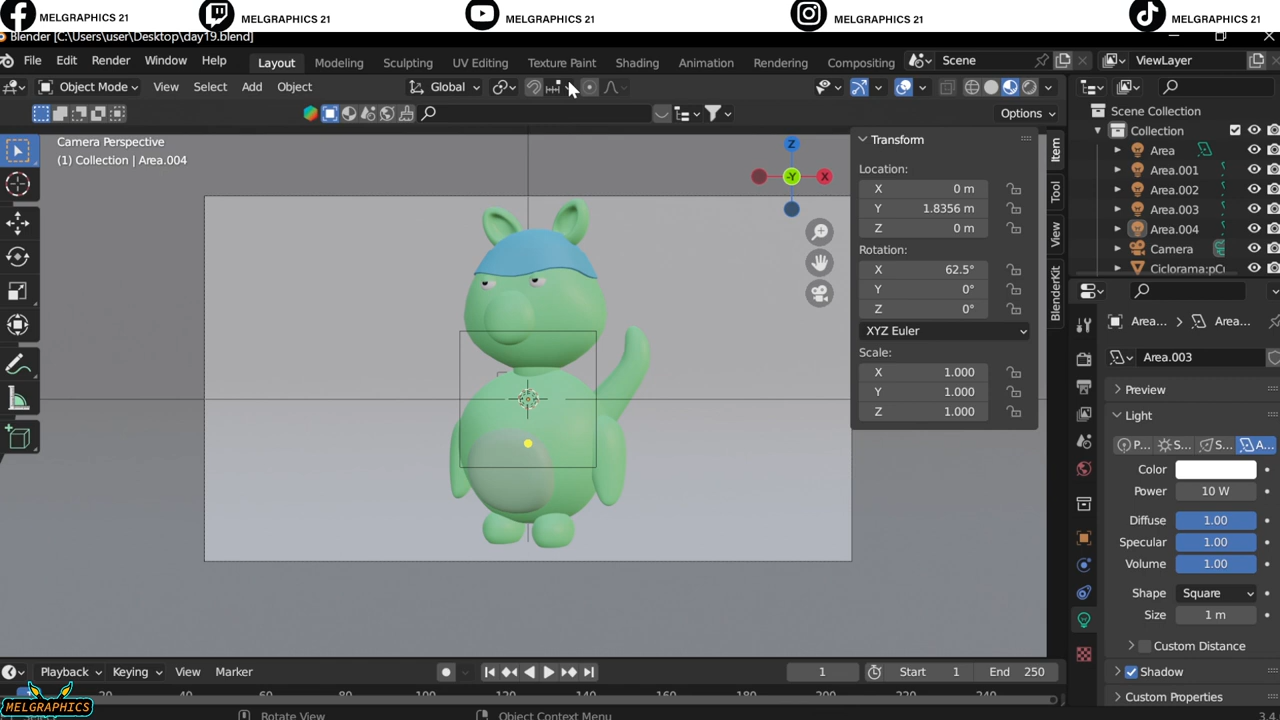 MELGRAPHICS 21 MELGRAPHICS 21 MELGRAPHICS 21 MELGRAPHICS 21 MELGRAPHICS 21
Blender [C:\Users\user\Desktop\day19.blend]
File Edit Render Window Help Layout Modeling Sculpting UV Editing Texture Paint Shading Animation Rendering Compositing Scene ViewLayer
Object Mode View Select Add Object Global
Options
Scene Collection
Collection
Area
Area.001
Area.002
Area.003
Area.004
Camera
Ciclorama:pCu
Camera Perspective
(1) Collection | Area.004
Z
-Y
X
Transform
Location:
X 0 m
Y 1.8356 m
Z 0 m
Rotation:
X 62.5°
Y 0°
Z 0°
XYZ Euler
Scale:
X 1.000
Y 1.000
Z 1.000
Item
Tool
View
BlenderKit
Area... Area...
Area.003
Preview
Light
P... S... S... A...
Color
Power 10 W
Diffuse 1.00
Specular 1.00
Volume 1.00
Shape Square
Size 1 m
Custom Distance
Shadow
Custom Properties
Playback Keying View Marker 1 Start 1 End 250
20 40 60 80 100 120 140 160 180 200 220 240
MELGRAPHICS
Rotate View Object Context Menu 3.4